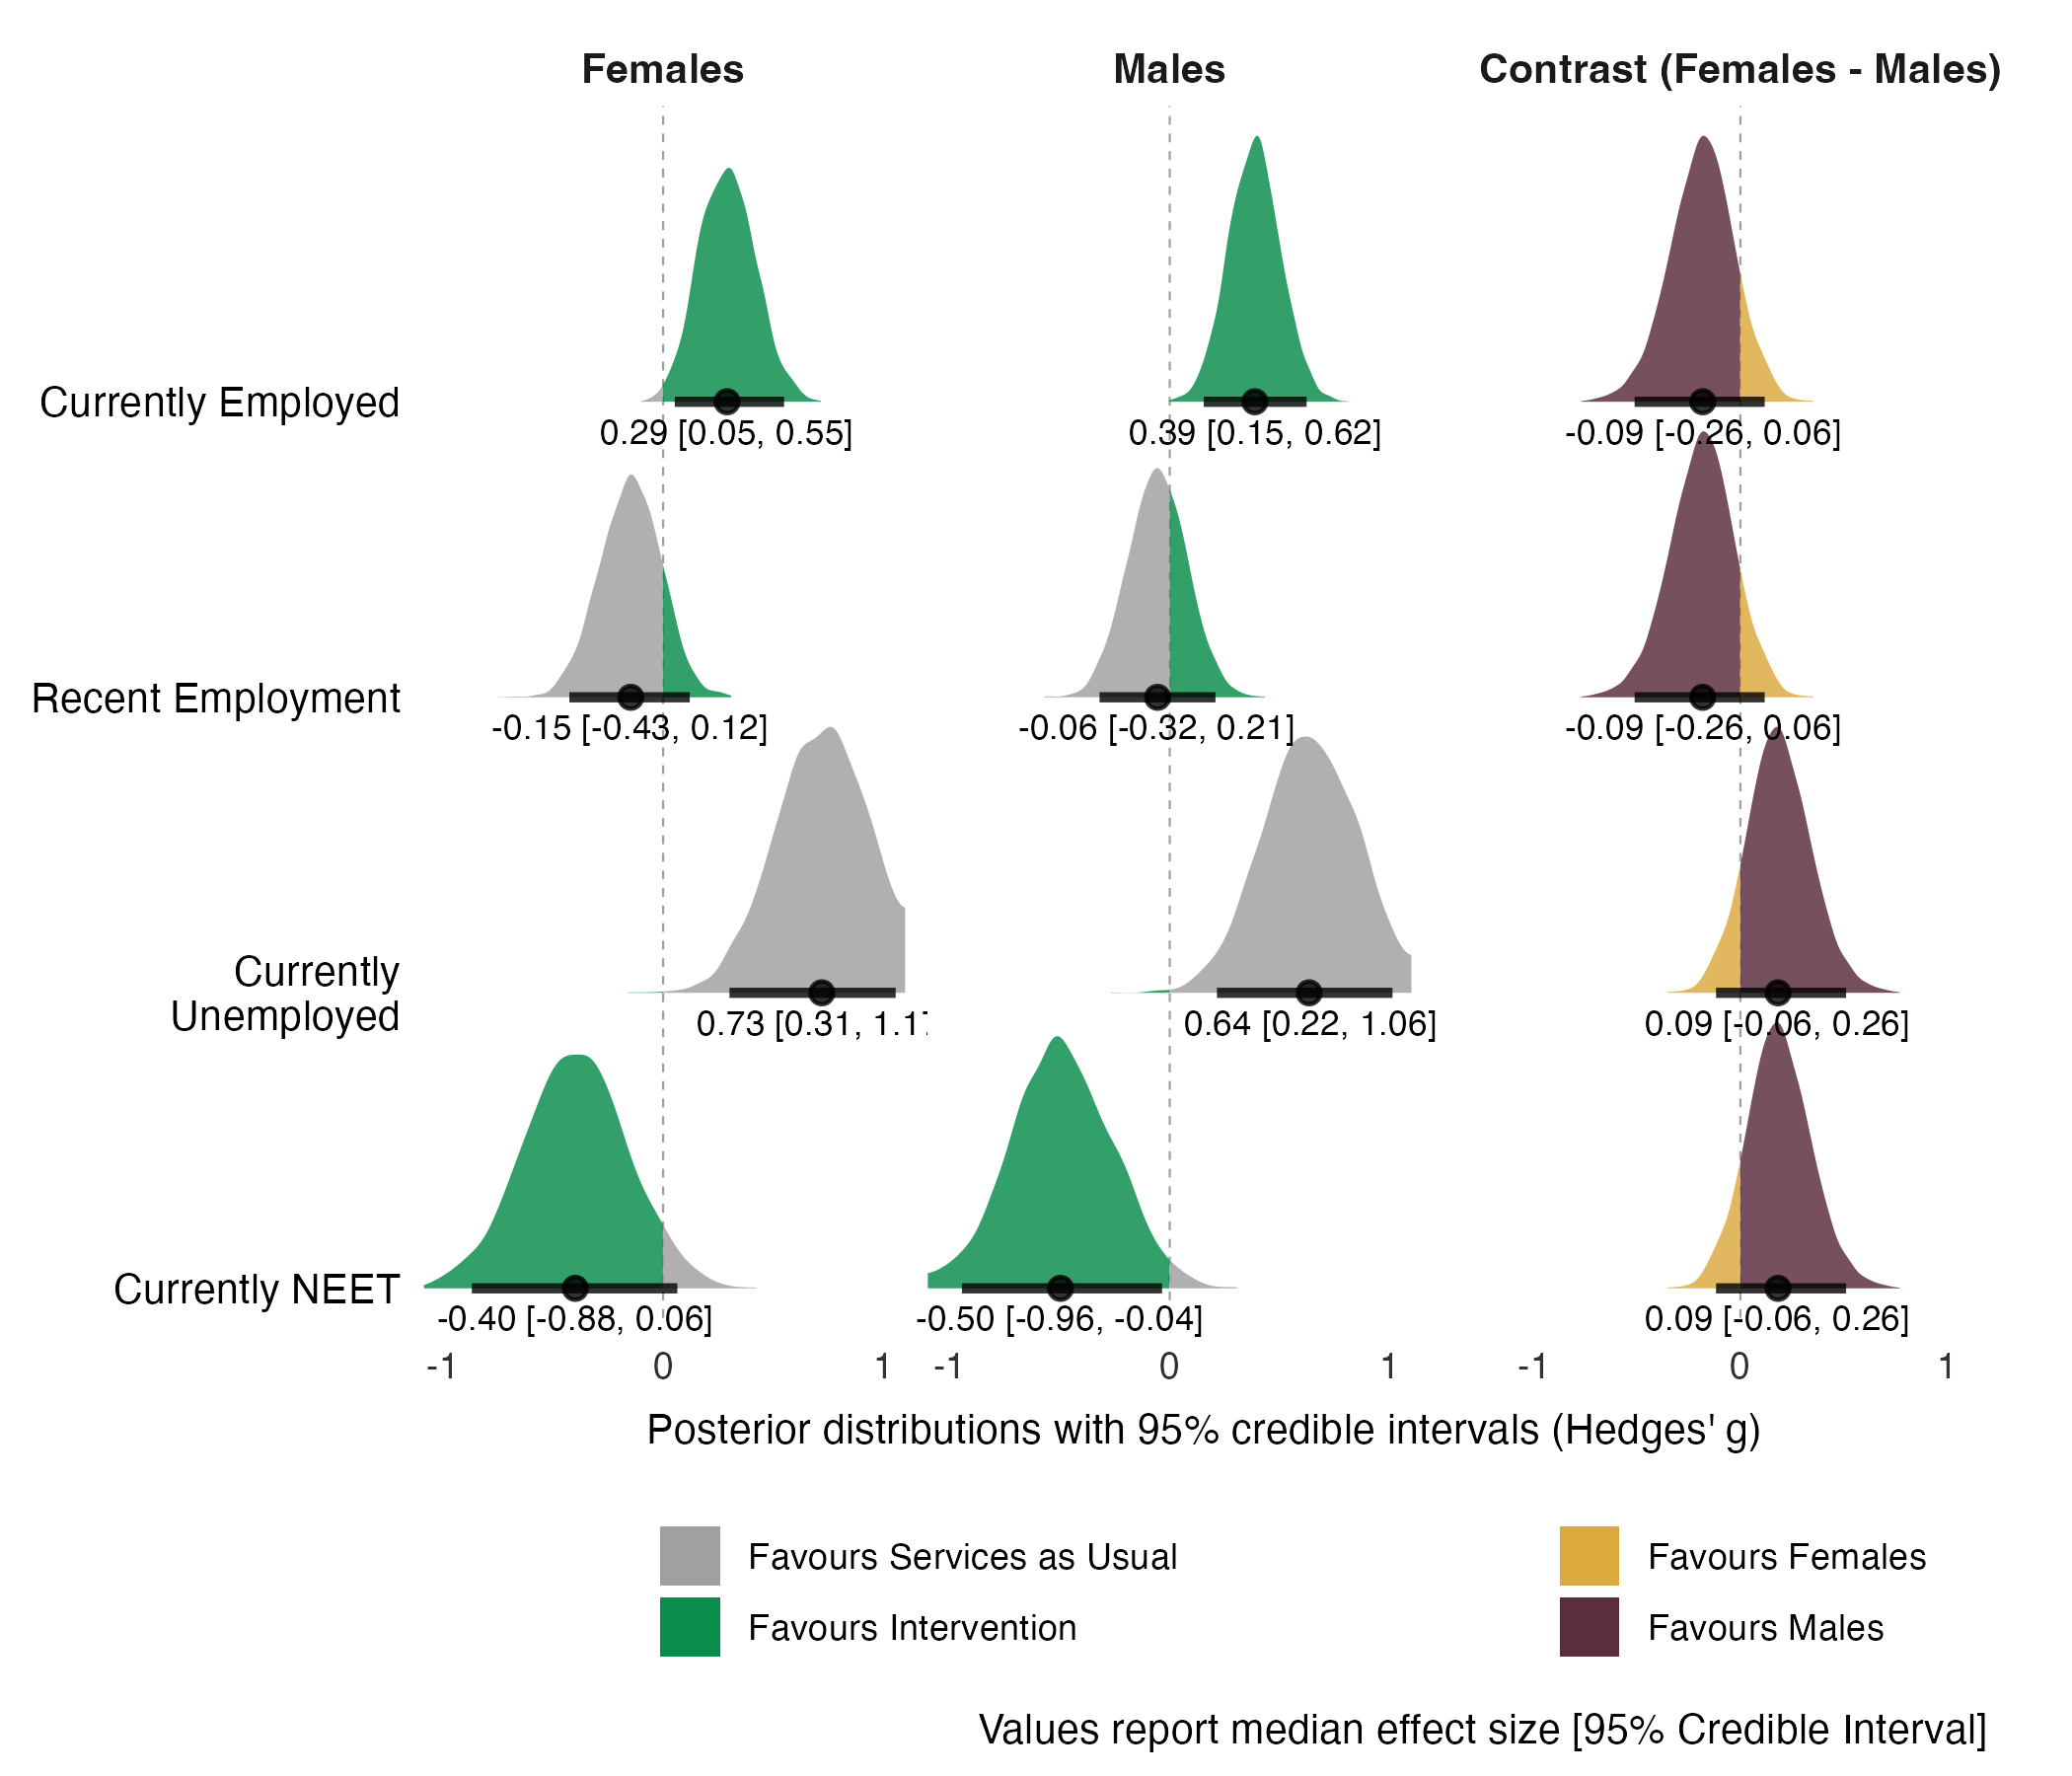 Females Males Contrast (Females - Males)
Currently Employed
0.29 [0.05, 0.55] 0.39 [0.15, 0.62] -0.09 [-0.26, 0.06]
Recent Employment
-0.15 [-0.43, 0.12] -0.06 [-0.32, 0.21] -0.09 [-0.26, 0.06]
Currently
Unemployed
0.73 [0.31, 1.1 0.64 [0.22, 1.06] 0.09 [-0.06, 0.26]
Currently NEET
-0.40 [-0.88, 0.06] -0.50 [-0.96, -0.04] 0.09 [-0.06, 0.26]
-1 0 1 -1 0 1 -1 0 1
Posterior distributions with 95% credible intervals (Hedges' g)
Favours Services as Usual Favours Females
Favours Intervention Favours Males
Values report median effect size [95% Credible Interval]